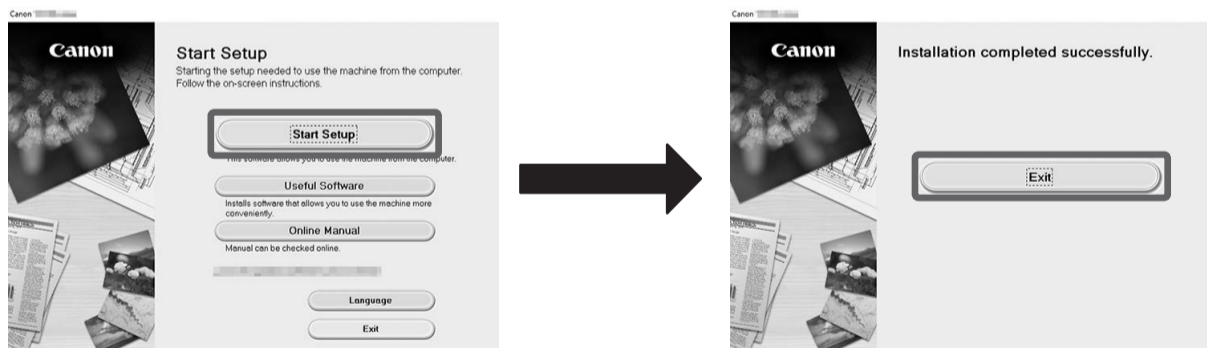 Canon
Canon
Start Setup
Starting the setup needed to use the machine from the computer.
Follow the on-screen instructions.
Start Setup
This software allows you to use the machine from the computer.
Useful Software
Installs software that allows you to use the machine more
conveniently.
Online Manual
Manual can be checked online.
Language
Exit
Canon
Canon
Installation completed successfully.
Exit